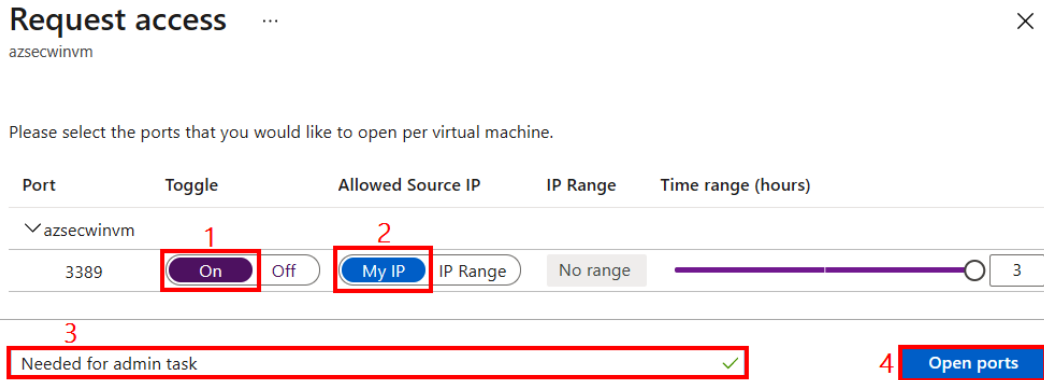 Request access ...
azsecwinvm
Please select the ports that you would like to open per virtual machine.
Port Toggle Allowed Source IP IP Range Time range (hours)
azsecwinvm
1 2
3389 On Off My IP IP Range No range 3
3
Needed for admin task 4 Open ports